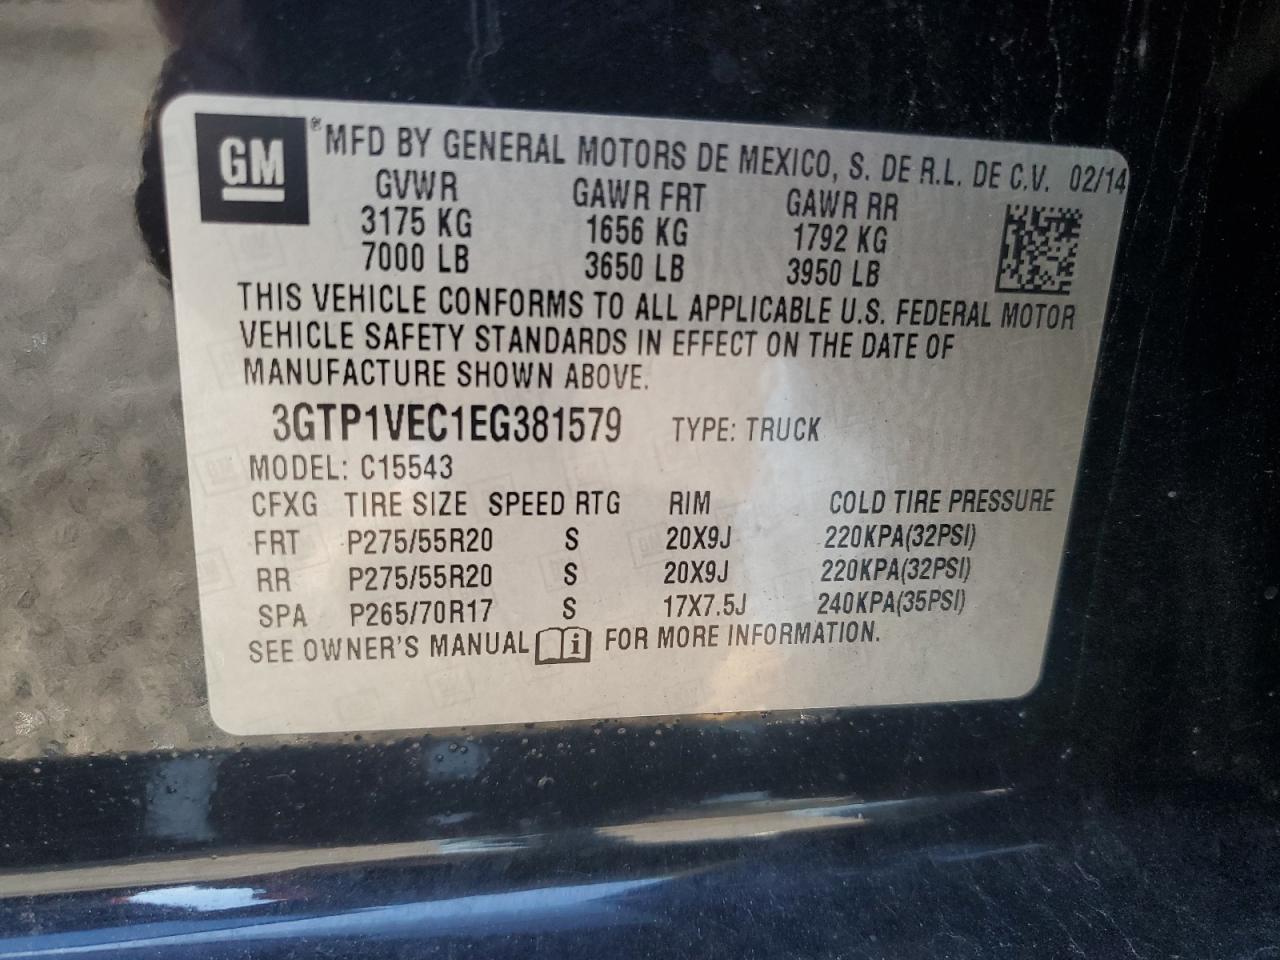 GM ® MFD BY GENERAL MOTORS DE MEXICO, S. DE R.L. DE C.V. 02/14
GVWR GAWR FRT GAWR RR
3175 KG 1656 KG 1792 KG
7000 LB 3650 LB 3950 LB
THIS VEHICLE CONFORMS TO ALL APPLICABLE U.S. FEDERAL MOTOR
VEHICLE SAFETY STANDARDS IN EFFECT ON THE DATE OF
MANUFACTURE SHOWN ABOVE.
3GTP1VEC1EG381579 TYPE: TRUCK
MODEL: C15543
CFXG TIRE SIZE SPEED RTG RIM COLD TIRE PRESSURE
FRT P275/55R20 S 20X9J 220KPA(32PSI)
RR P275/55R20 S 20X9J 220KPA(32PSI)
SPA P265/70R17 S 17X7.5J 240KPA(35PSI)
SEE OWNER'S MANUAL i FOR MORE INFORMATION.